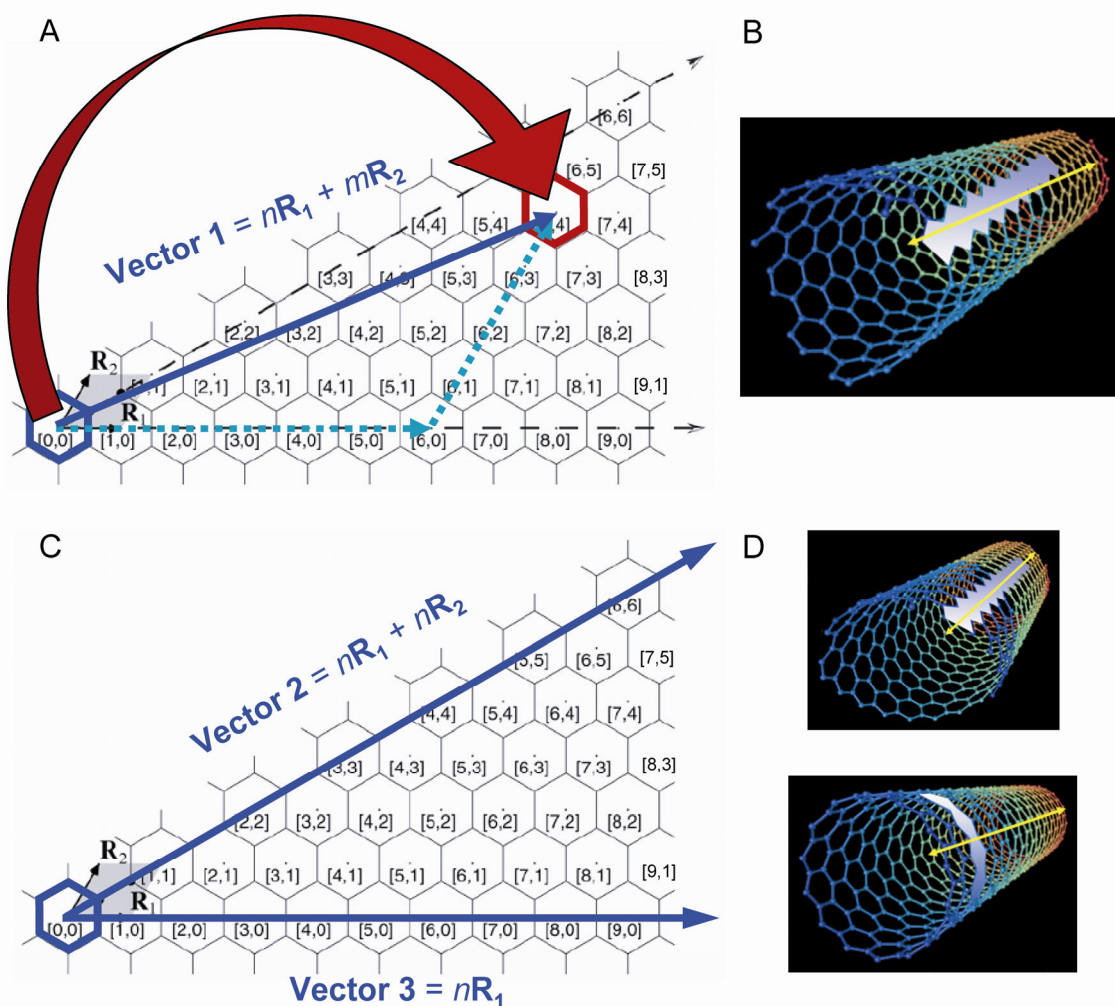 A
B
[6,6]
[6,5] [7,5]
Vector 1 = nR1 + mR2
[4,4] [5,4] [7,4]
[3,3] [5,3] [6,3] [7,3] [8,3]
[2,2] [3,2] [4,2] [5,2] [6,2] [7,2] [8,2]
R2
[2,1] [3,1] [4,1] [5,1] [6,1] [7,1] [8,1] [9,1]
R
[0,0] [1,0] [2,0] [3,0] [4,0] [5,0] [6,0] [7,0] [8,0] [9,0]
C
D
[6,6]
[5,5] [6,5] [7,5]
Vector 2 = nR1 + nR2
[4,4] [5,4] [6,4] [7,4]
[3,3] [4,3] [5,3] [6,3] [7,3] [8,3]
[2,2] [3,2] [4,2] [5,2] [6,2] [7,2] [8,2]
R2
[1,1] [2,1] [3,1] [4,1] [5,1] [6,1] [7,1] [8,1] [9,1]
R1
[0,0] [1,0] [2,0] [3,0] [4,0] [5,0] [6,0] [7,0] [8,0] [9,0]
Vector 3 = nR1